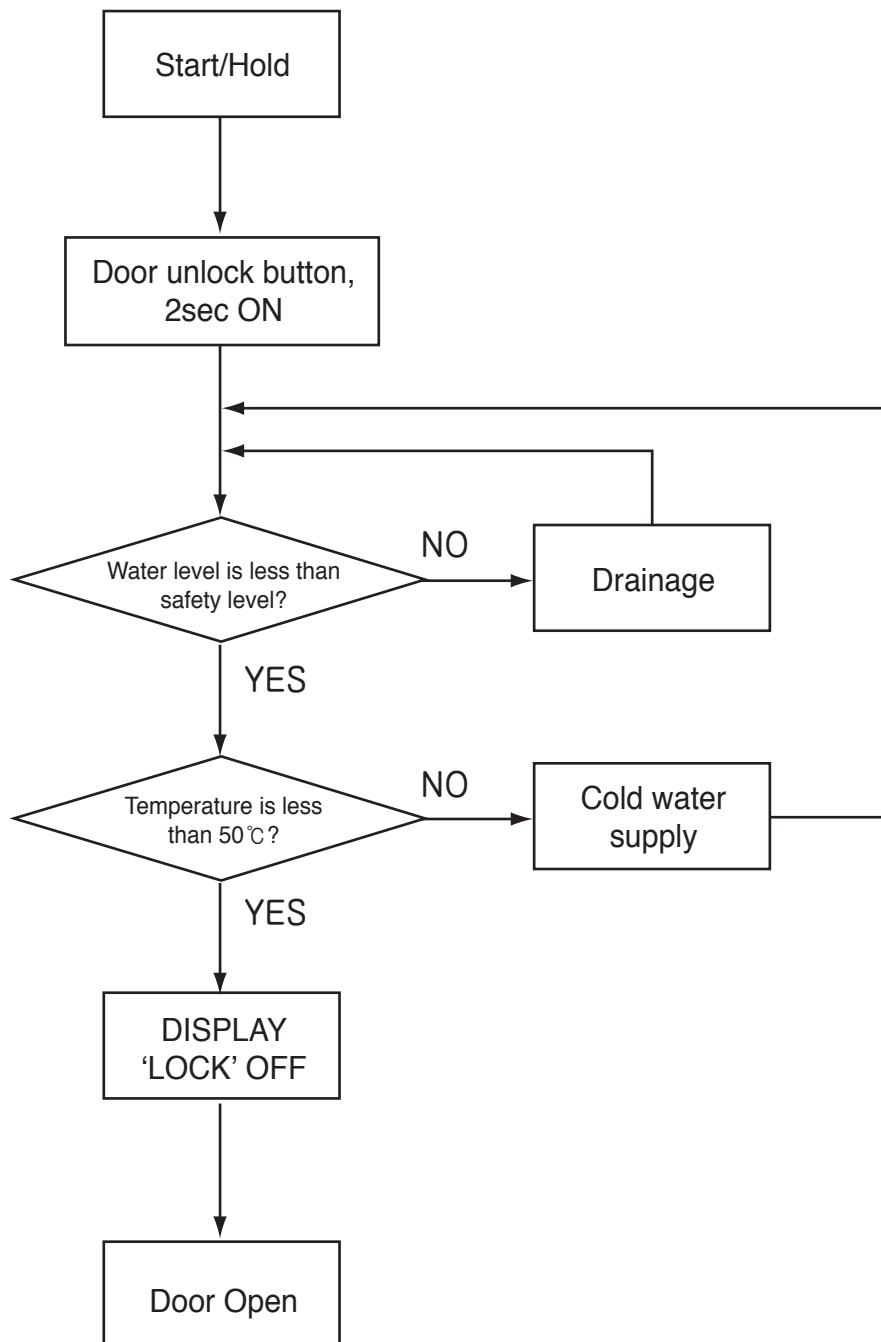 Start/Hold
Door unlock button,
2sec ON
Water level is less than
safety level?
NO
Drainage
YES
Temperature is less
than 50℃?
NO
Cold water
supply
YES
DISPLAY
‘LOCK’ OFF
Door Open